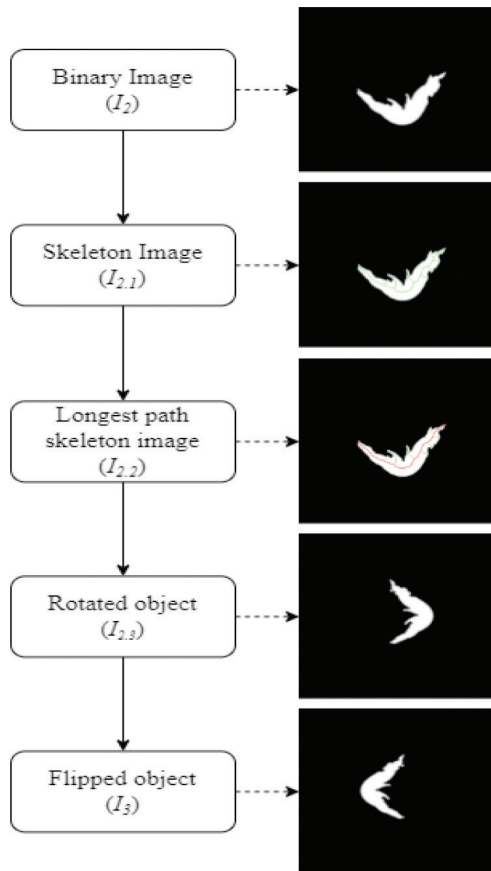 Binary Image
(I2)
Skeleton Image
(I2.1)
Longest path
skeleton image
(I2.2)
Rotated object
(I2.3)
Flipped object
(I3)